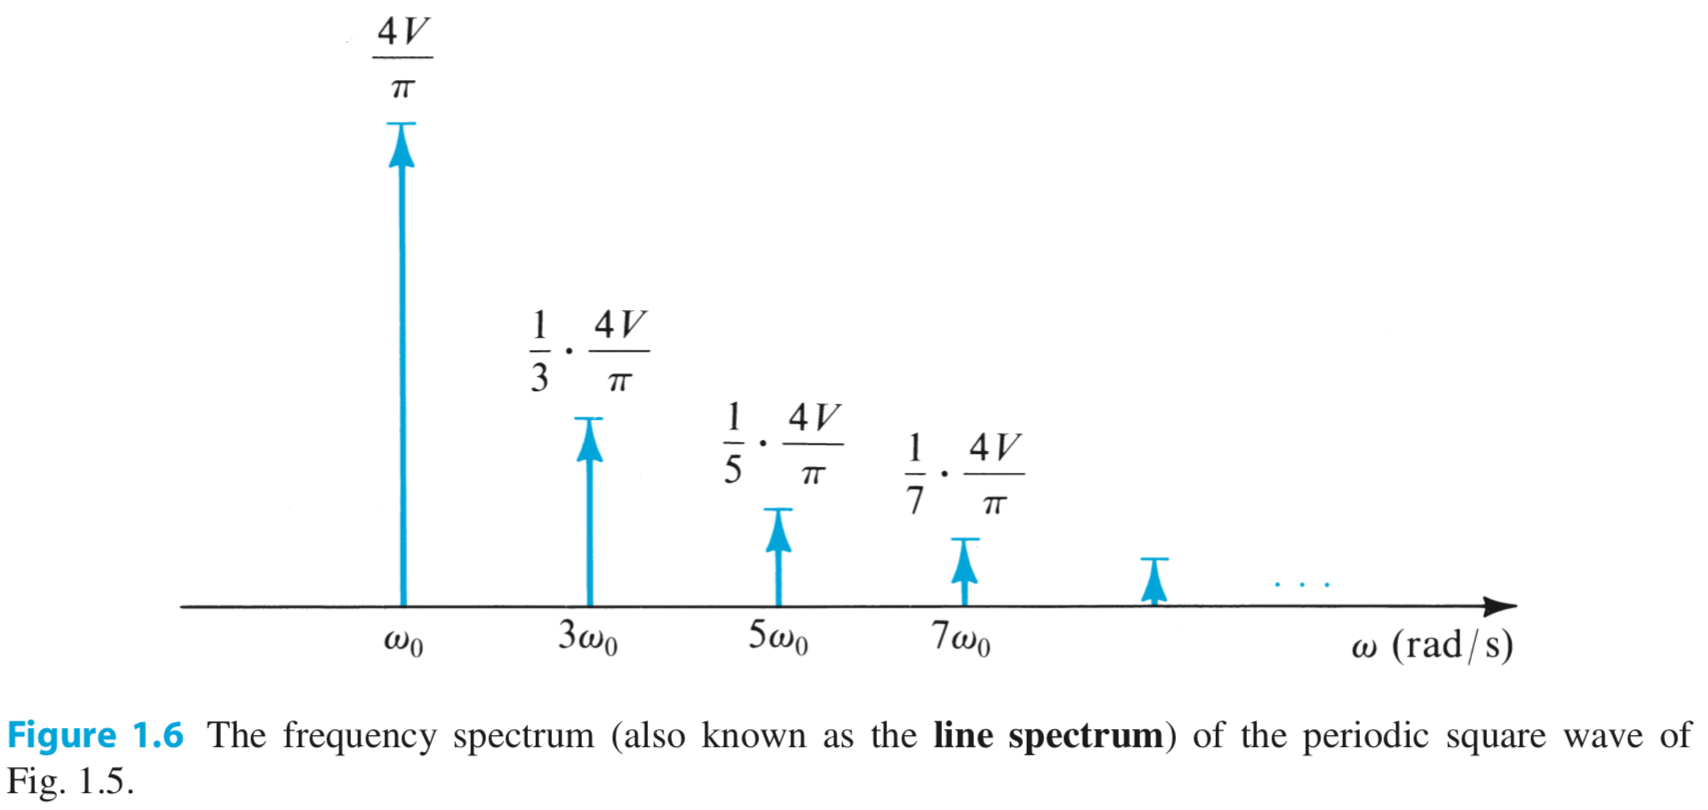 4V/π
1/3 · 4V/π
1/5 · 4V/π
1/7 · 4V/π
. . .
ω₀
3ω₀
5ω₀
7ω₀
ω (rad/s)
Figure 1.6 The frequency spectrum (also known as the line spectrum) of the periodic square wave of
Fig. 1.5.